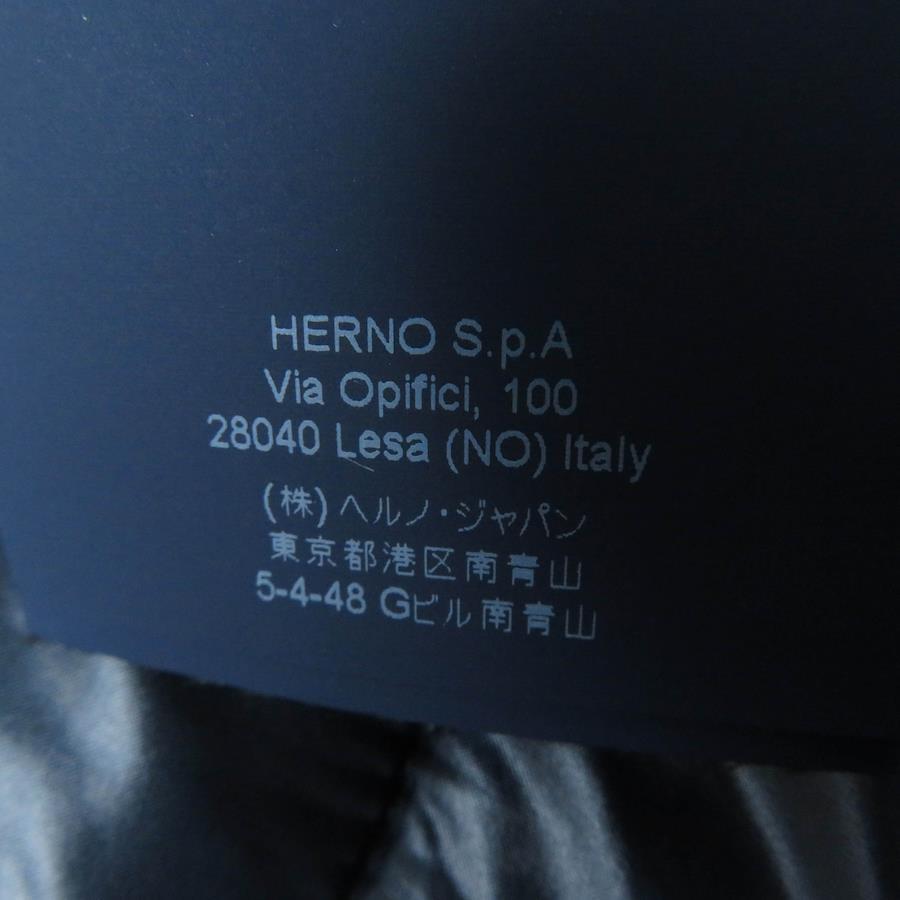 HERNO S.p.A
Via Opifici, 100
28040 Lesa (NO) Italy
(株)ヘルノ・ジャパン
東京都港区南青山
5-4-48 Gビル南青山